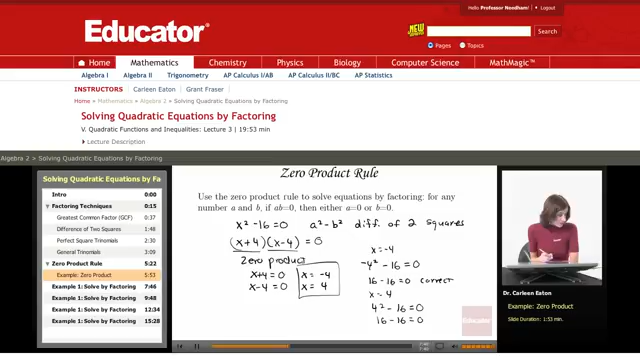 Hello Professor Needham | Logout
Educator®
NEW
Search
Pages Topics
Home Mathematics Chemistry Physics Biology Computer Science MathMagic™
Algebra I Algebra II Trigonometry AP Calculus I/AB AP Calculus II/BC AP Statistics
INSTRUCTORS Carleen Eaton Grant Fraser
Home » Mathematics » Algebra 2 » Solving Quadratic Equations by Factoring
Solving Quadratic Equations by Factoring
V. Quadratic Functions and Inequalities: Lecture 3 | 19:53 min
Lecture Description
Algebra 2 » Solving Quadratic Equations by Factoring
Solving Quadratic Equations by Fa
Intro 0:00
Factoring Techniques 0:15
Greatest Common Factor (GCF) 0:37
Difference of Two Squares 1:48
Perfect Square Trinomials 2:30
General Trinomials 3:09
Zero Product Rule 5:22
Example: Zero Product 5:53
Example 1: Solve by Factoring 7:46
Example 1: Solve by Factoring 9:48
Example 1: Solve by Factoring 12:34
Example 1: Solve by Factoring 15:28
Zero Product Rule
Use the zero product rule to solve equations by factoring: for any
number a and b, if ab=0, then either a=0 or b=0.
x²-16=0 a²-b² diff. of 2 squares
(x+4)(x-4)=0
Zero product
x+4=0 x=-4
x-4=0 x=4
x=-4
-4²-16=0
16-16=0 correct
x=4
4²-16=0
16-16=0
Educator
Dr. Carleen Eaton
Example: Zero Product
Slide Duration: 1:53 min.